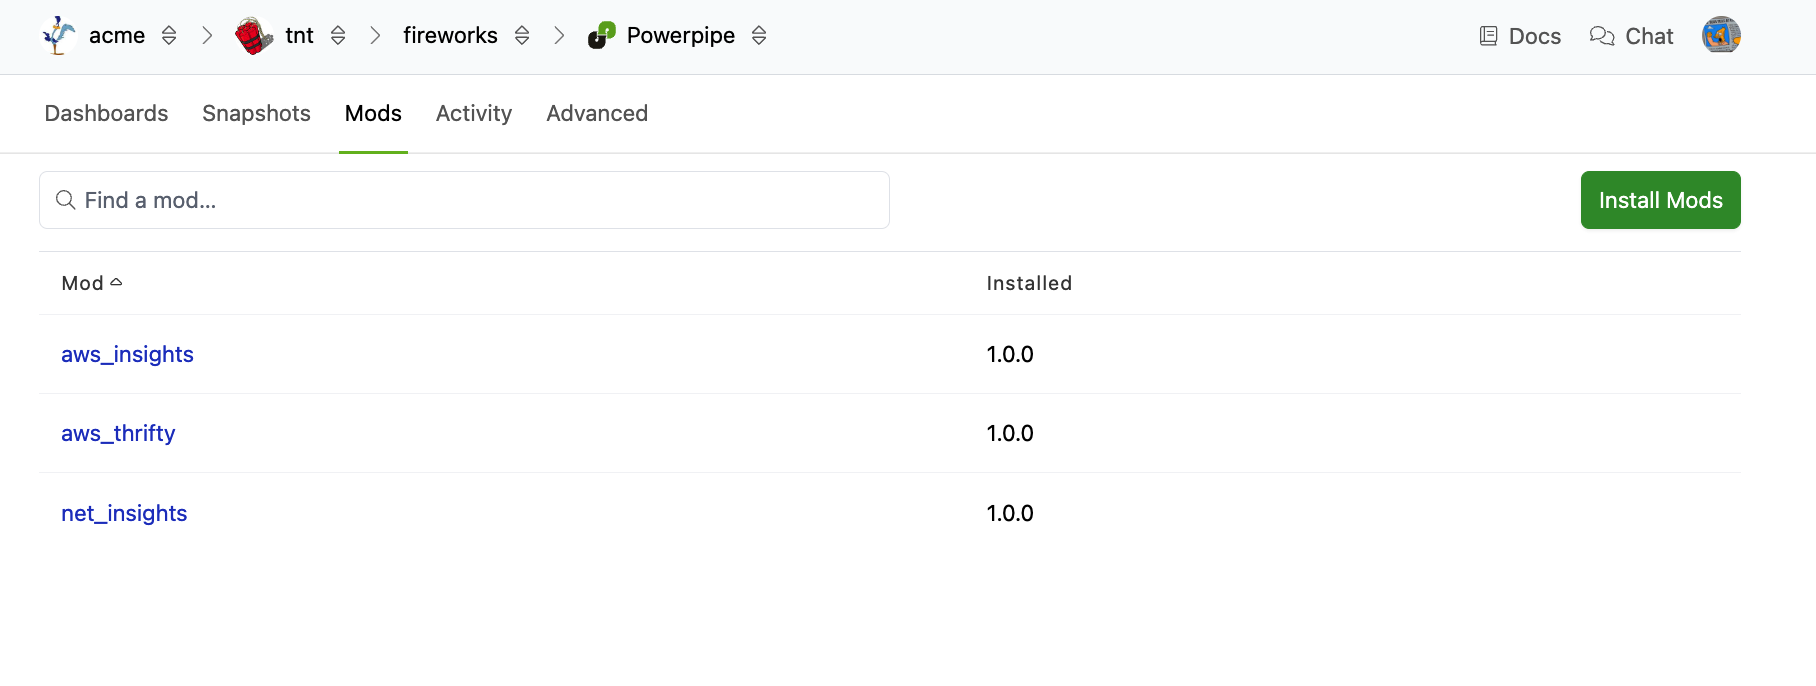 acme tnt fireworks Powerpipe Docs Chat
Dashboards Snapshots Mods Activity Advanced
Find a mod... Install Mods
Mod Installed
aws_insights 1.0.0
aws_thrifty 1.0.0
net_insights 1.0.0